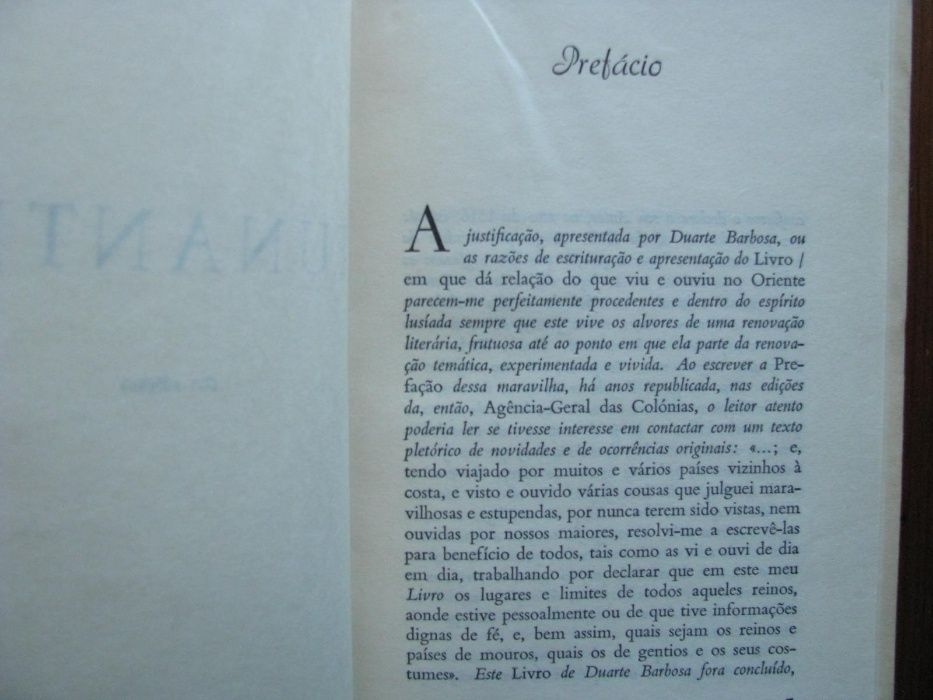 Prefácio
A justificação, apresentada por Duarte Barbosa, ou
as razões de escrituração e apresentação do Livro /
em que dá relação do que viu e ouviu no Oriente
parecem-me perfeitamente procedentes e dentro do espírito
lusíada sempre que este vive os alvores de uma renovação
literária, frutuosa até ao ponto em que ela parte da renova-
ção temática, experimentada e vivida. Ao escrever a Pre-
fação dessa maravilha, há anos republicada, nas edições
da, então, Agência-Geral das Colónias, o leitor atento
poderia ler se tivesse interesse em contactar com um texto
pletórico de novidades e de ocorrências originais: «...; e,
tendo viajado por muitos e vários países vizinhos à
costa, e visto e ouvido várias cousas que julguei mara-
vilhosas e estupendas, por nunca terem sido vistas, nem
ouvidas por nossos maiores, resolvi-me a escrevê-las
para benefício de todos, tais como as vi e ouvi de dia
em dia, trabalhando por declarar que em este meu
Livro os lugares e limites de todos aqueles reinos,
aonde estive pessoalmente ou de que tive informações
dignas de fé, e, bem assim, quais sejam os reinos e
países de mouros, quais os de gentios e os seus cos-
tumes». Este Livro de Duarte Barbosa fora concluído,